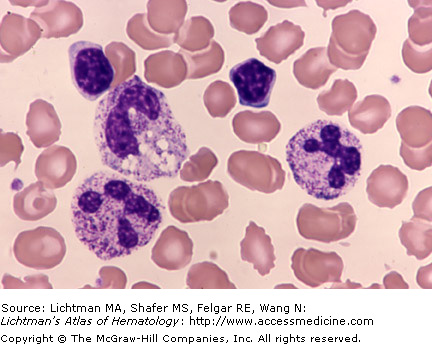 Source: Lichtman MA, Shafer MS, Felgar RE, Wang N:
Lichtman's Atlas of Hematology: http://www.accessmedicine.com
Copyright © The McGraw-Hill Companies, Inc. All rights reserved.